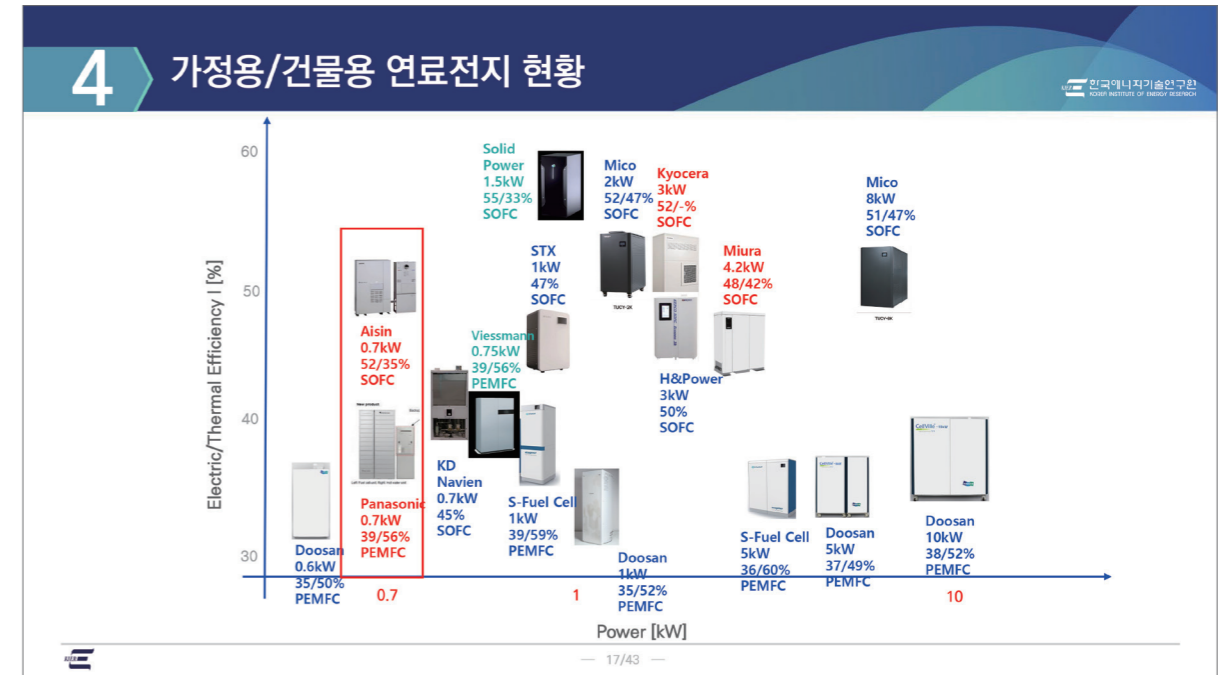 4
가정용/건물용 연료전지 현황
한국에너지기술연구원
KOREA INSTITUTE OF ENERGY RESEARCH
Electric/Thermal Efficiency l [%]
60
50
40
30
Solid
Power
1.5kW
55/33%
SOFC
Mico
2kW
52/47%
SOFC
TUCY-2K
Kyocera
3kW
52/-%
SOFC
Mico
8kW
51/47%
SOFC
STX
1kW
47%
SOFC
Miura
4.2kW
48/42%
SOFC
Aisin
0.7kW
52/35%
SOFC
Viessmann
0.75kW
39/56%
PEMFC
H&Power
3kW
50%
SOFC
New product
Panasonic
0.7kW
39/56%
PEMFC
KD
Navien
0.7kW
45%
SOFC
S-Fuel Cell
1kW
39/59%
PEMFC
Doosan
0.6kW
35/50%
PEMFC
Doosan
1kW
35/52%
PEMFC
S-Fuel Cell
5kW
36/60%
PEMFC
Doosan
5kW
37/49%
PEMFC
Doosan
10kW
38/52%
PEMFC
0.7
1
10
Power [kW]
— 17/43 —